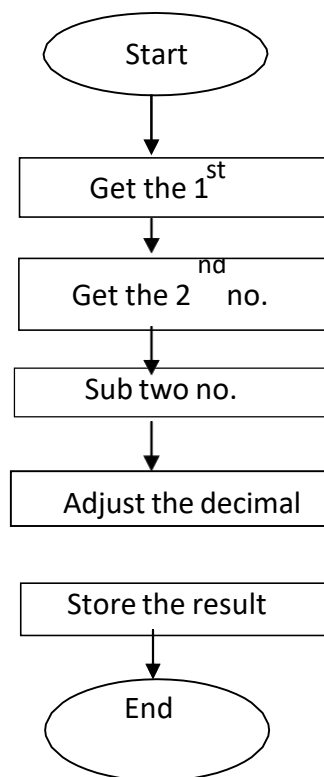 Start
Get the 1st
Get the 2nd no.
Sub two no.
Adjust the decimal
Store the result
End